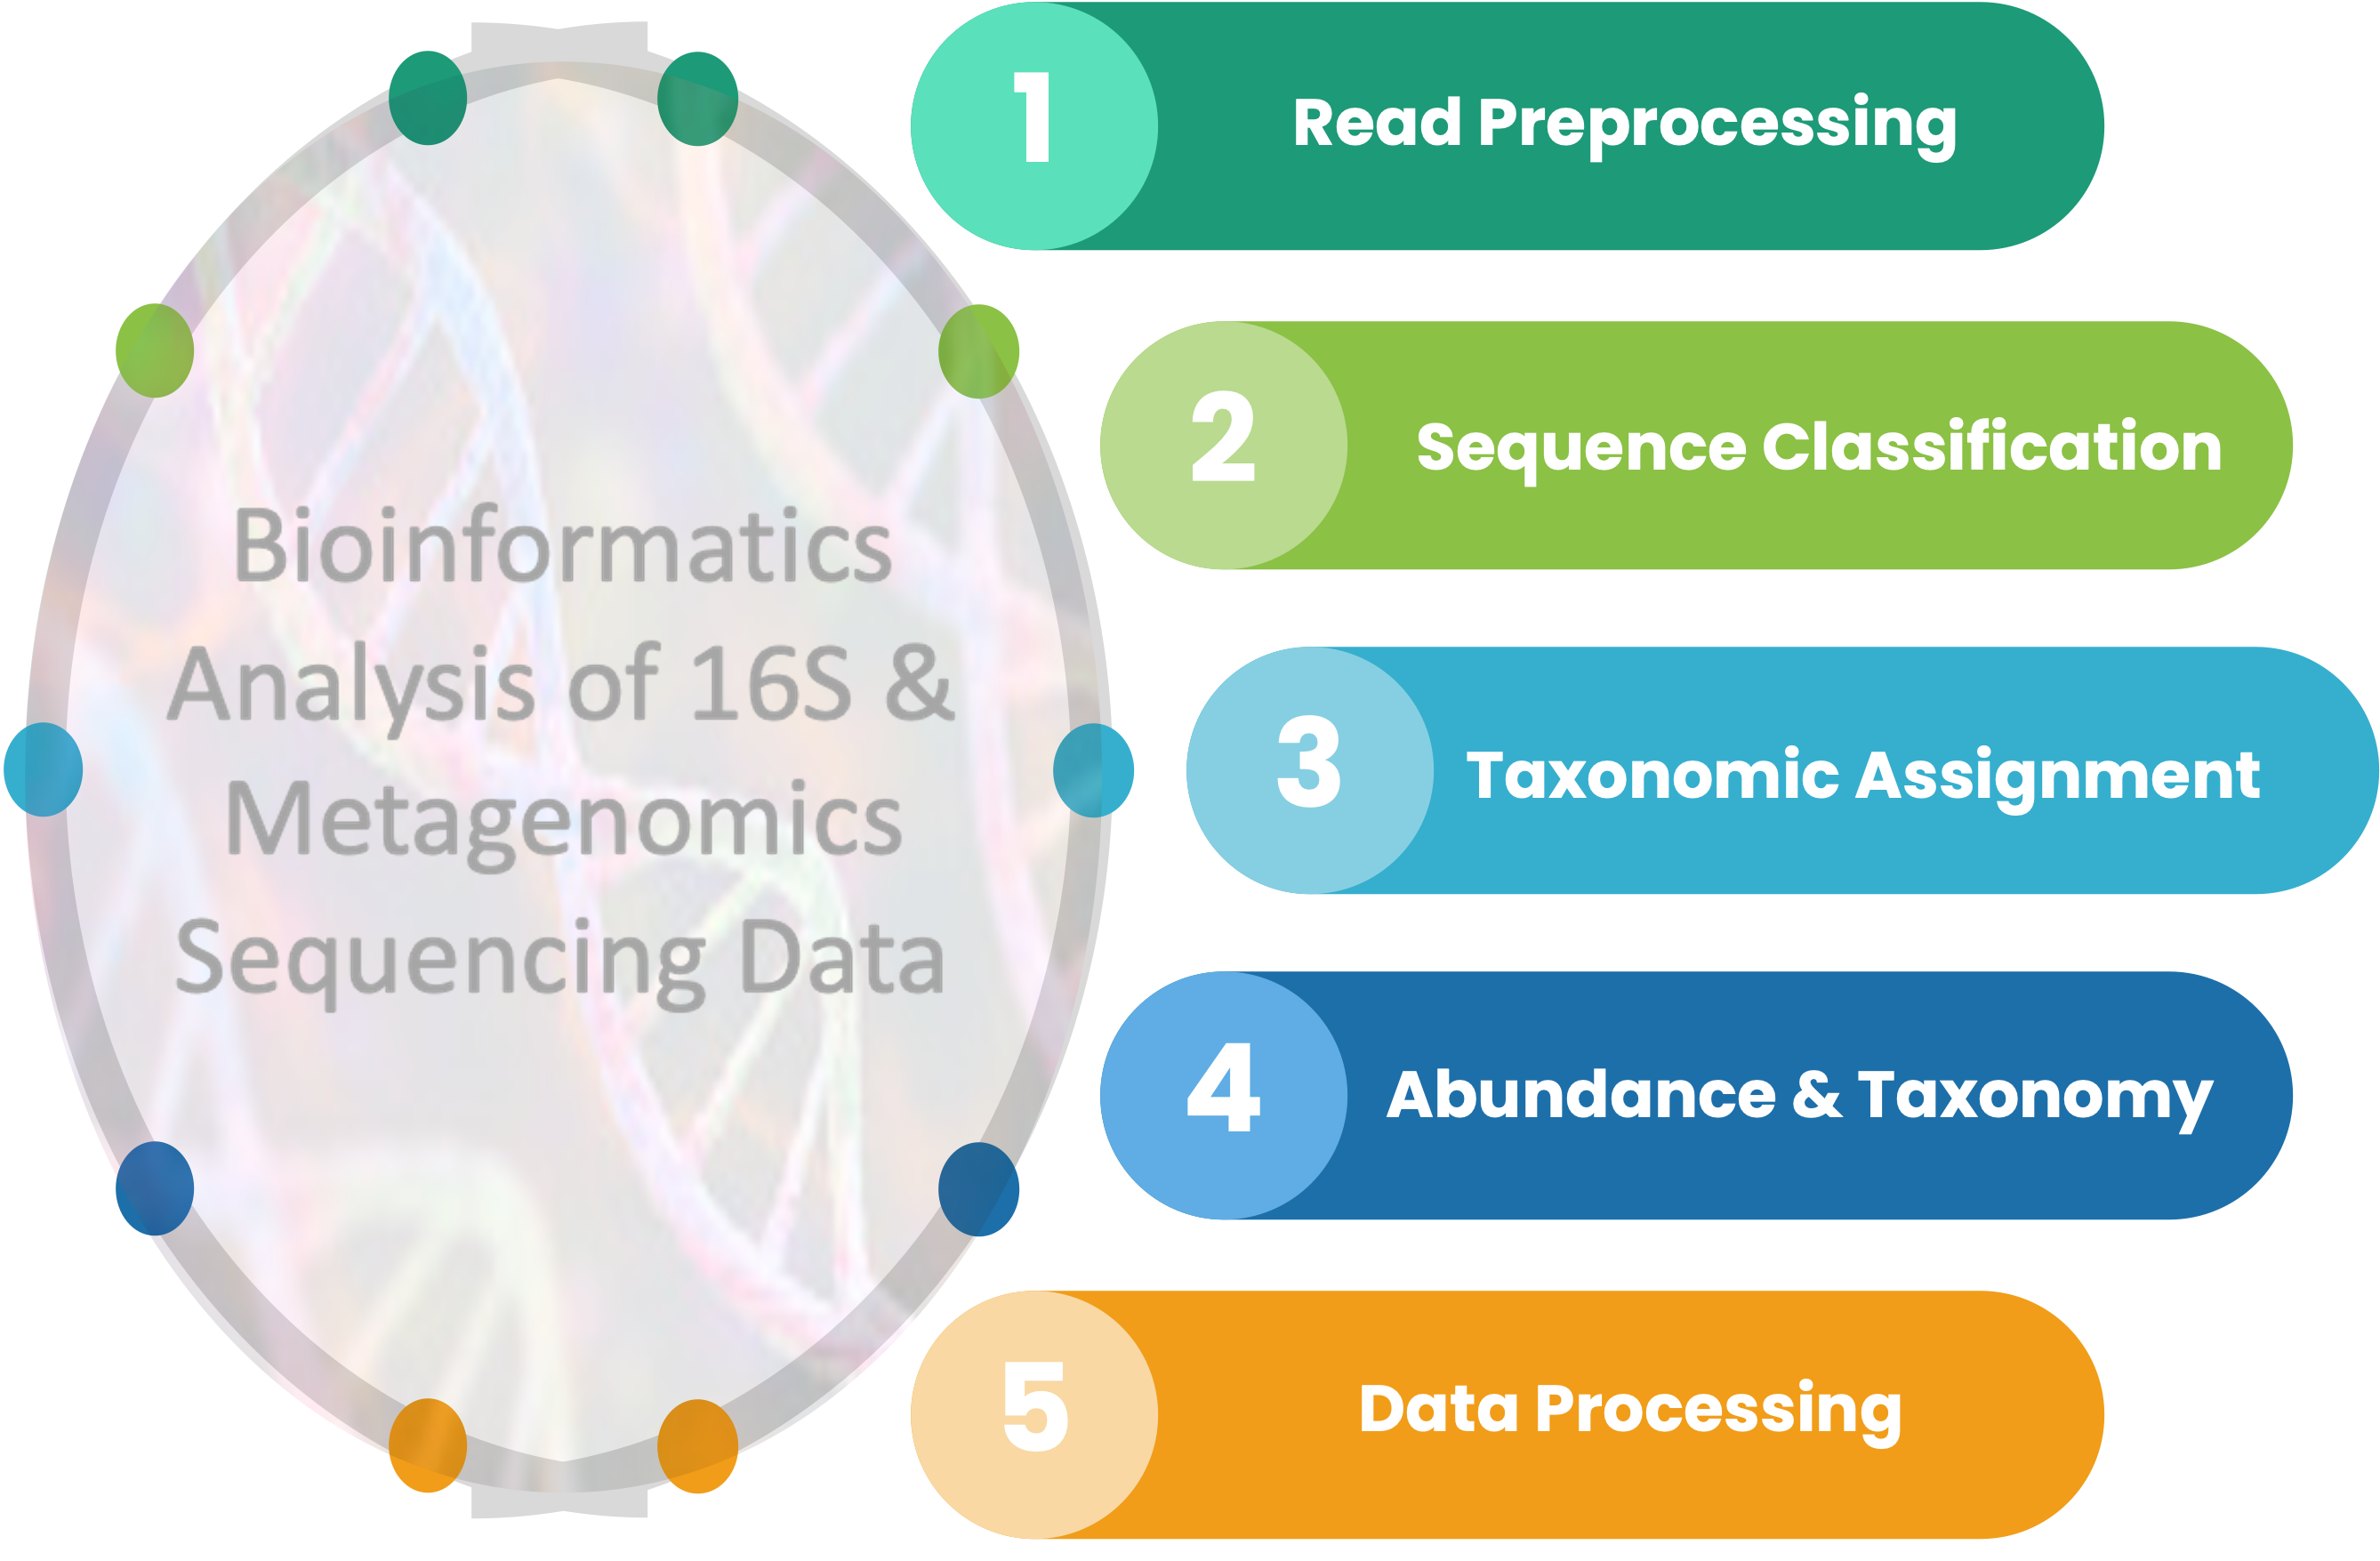 Bioinformatics
Analysis of 16S &
Metagenomics
Sequencing Data
1
Read Preprocessing
2
Sequence Classification
3
Taxonomic Assignment
4
Abundance & Taxonomy
5
Data Processing